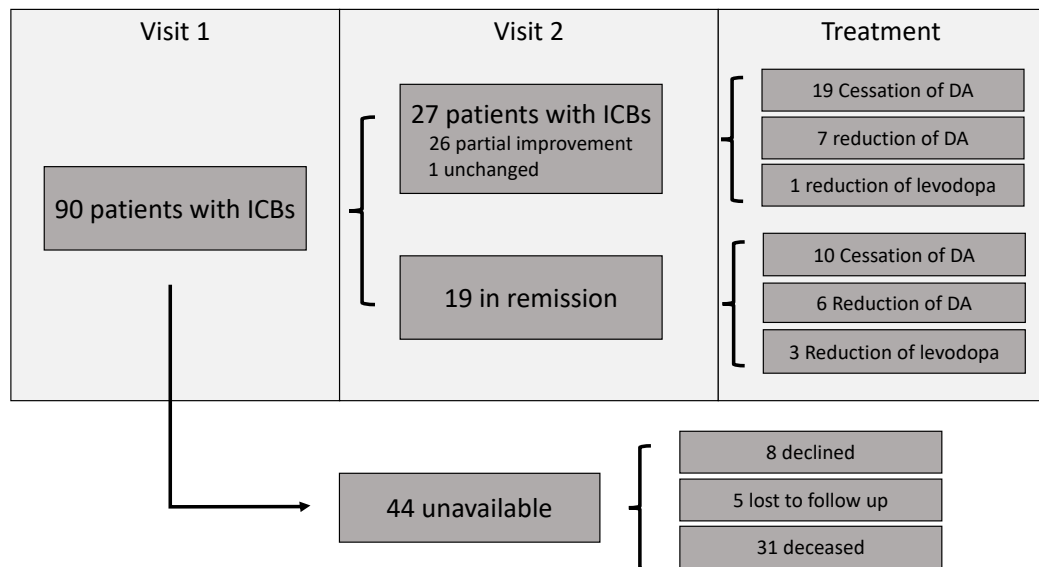 Visit 1
Visit 2
Treatment
90 patients with ICBs
27 patients with ICBs
26 partial improvement
1 unchanged
19 in remission
19 Cessation of DA
7 reduction of DA
1 reduction of levodopa
10 Cessation of DA
6 Reduction of DA
3 Reduction of levodopa
44 unavailable
8 declined
5 lost to follow up
31 deceased